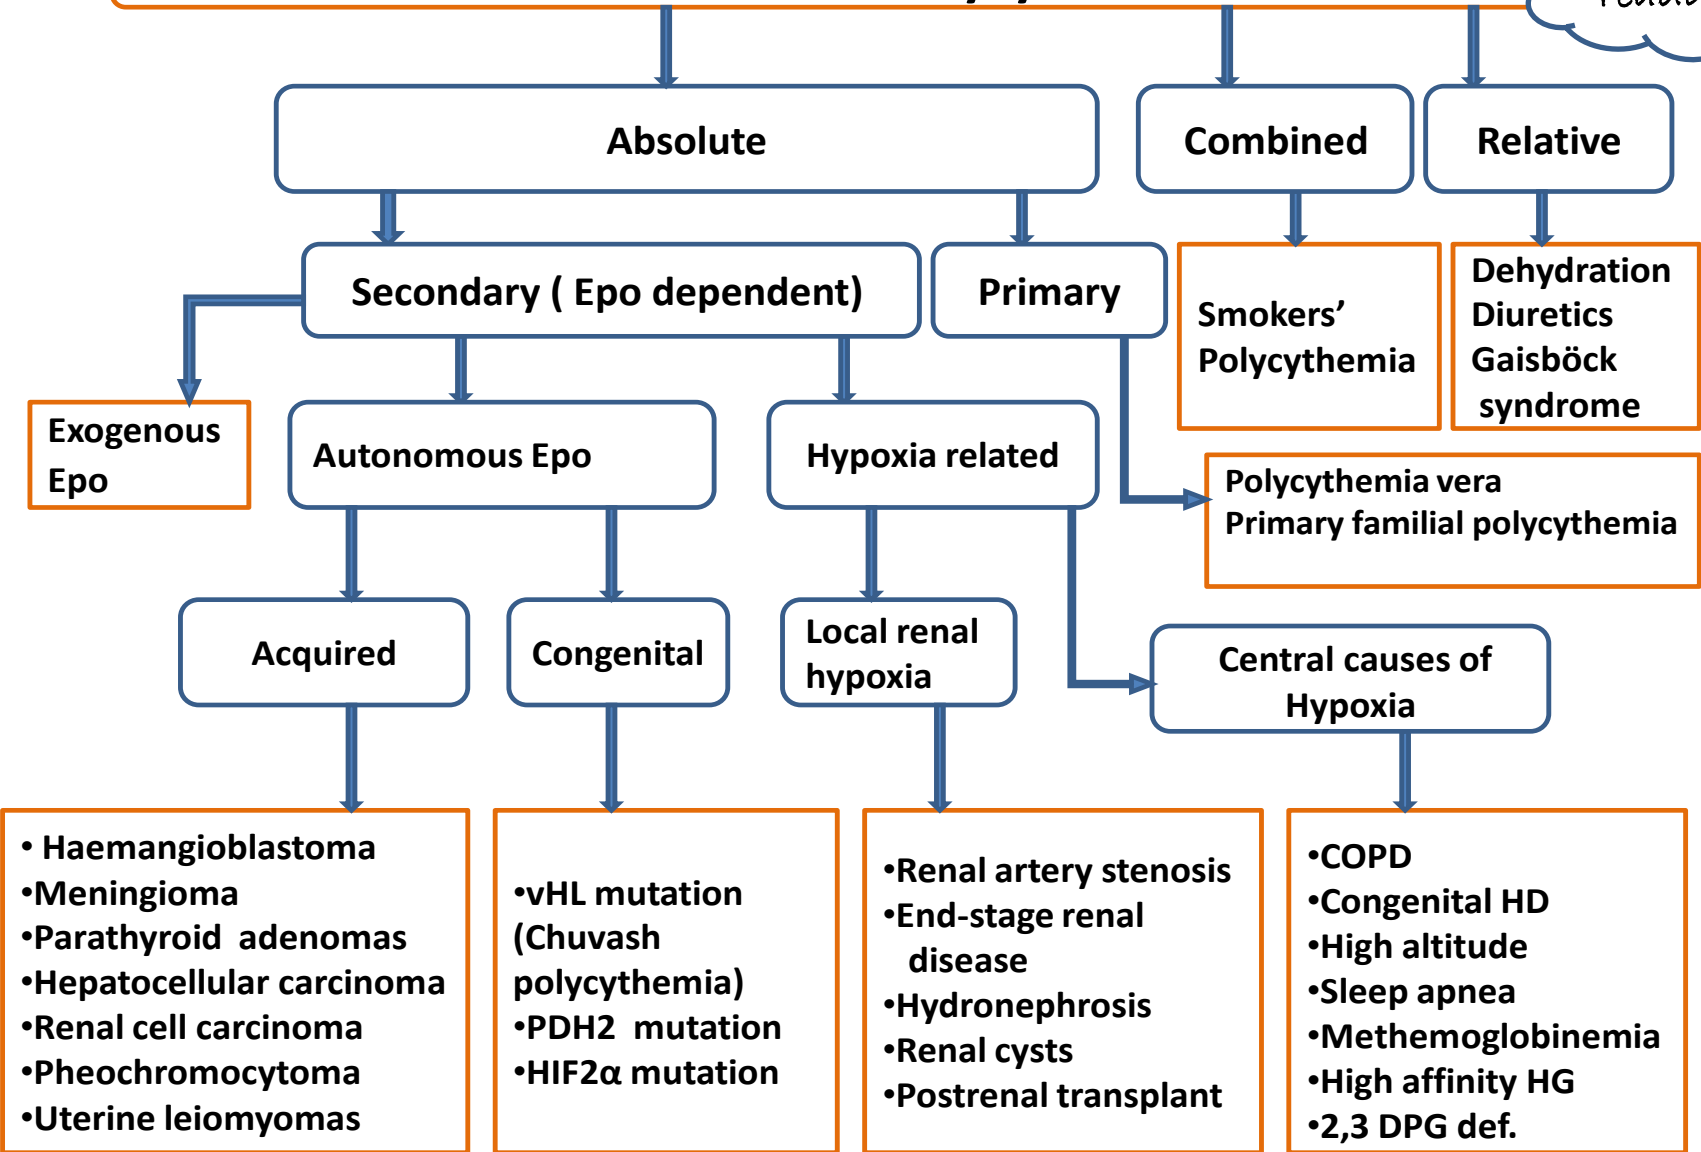 Absolute
Combined
Relative
Secondary ( Epo dependent)
Primary
Smokers’
Polycythemia
Dehydration
Diuretics
Gaisböck
syndrome
Exogenous
Epo
Autonomous Epo
Hypoxia related
Polycythemia vera
Primary familial polycythemia
Acquired
Congenital
Local renal
hypoxia
Central causes of
Hypoxia
• Haemangioblastoma
•Meningioma
•Parathyroid adenomas
•Hepatocellular carcinoma
•Renal cell carcinoma
•Pheochromocytoma
•Uterine leiomyomas
•vHL mutation
(Chuvash
polycythemia)
•PDH2 mutation
•HIF2α mutation
•Renal artery stenosis
•End-stage renal
disease
•Hydronephrosis
•Renal cysts
•Postrenal transplant
•COPD
•Congenital HD
•High altitude
•Sleep apnea
•Methemoglobinemia
•High affinity HG
•2,3 DPG def.